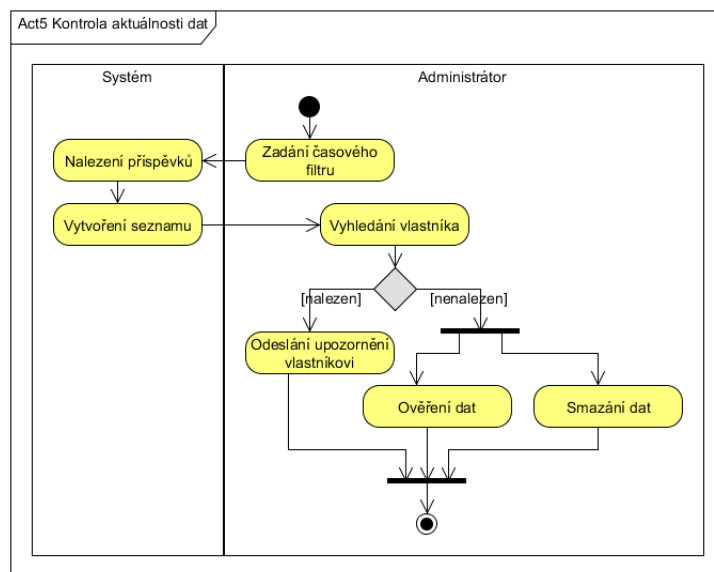 Act5 Kontrola aktuálnosti dat
Systém
Administrátor
Zadání časového
filtru
Nalezení příspěvků
Vytvoření seznamu
Vyhledání vlastníka
[nalezen]
[nenalezen]
Odeslání upozornění
vlastníkovi
Ověření dat
Smazání dat